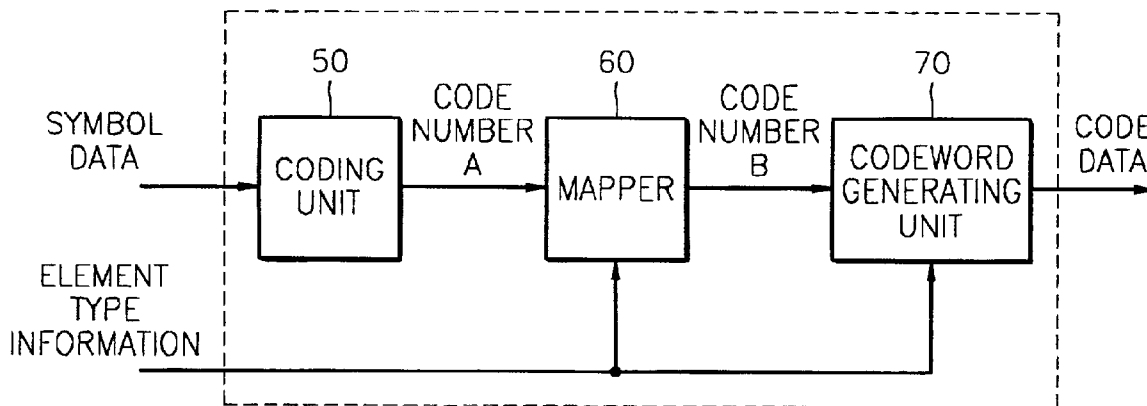 50
60
70
SYMBOL
DATA
CODE
NUMBER
A
CODE
NUMBER
B
CODE
DATA
CODING
UNIT
MAPPER
CODEWORD
GENERATING
UNIT
ELEMENT
TYPE
INFORMATION